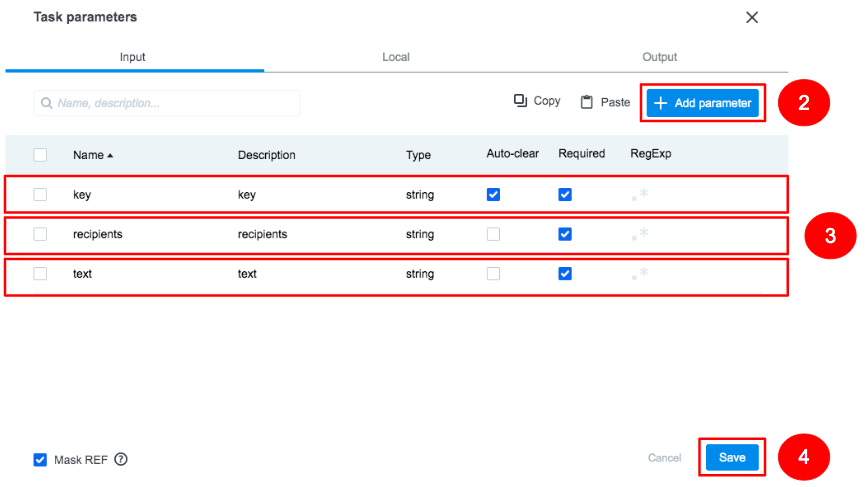 Task parameters
Input Local Output
Name, description...
Copy Paste + Add parameter 2
Name Description Type Auto-clear Required RegExp
key key string .*
recipients recipients string .* 3
text text string .*
Mask REF ? Cancel Save 4